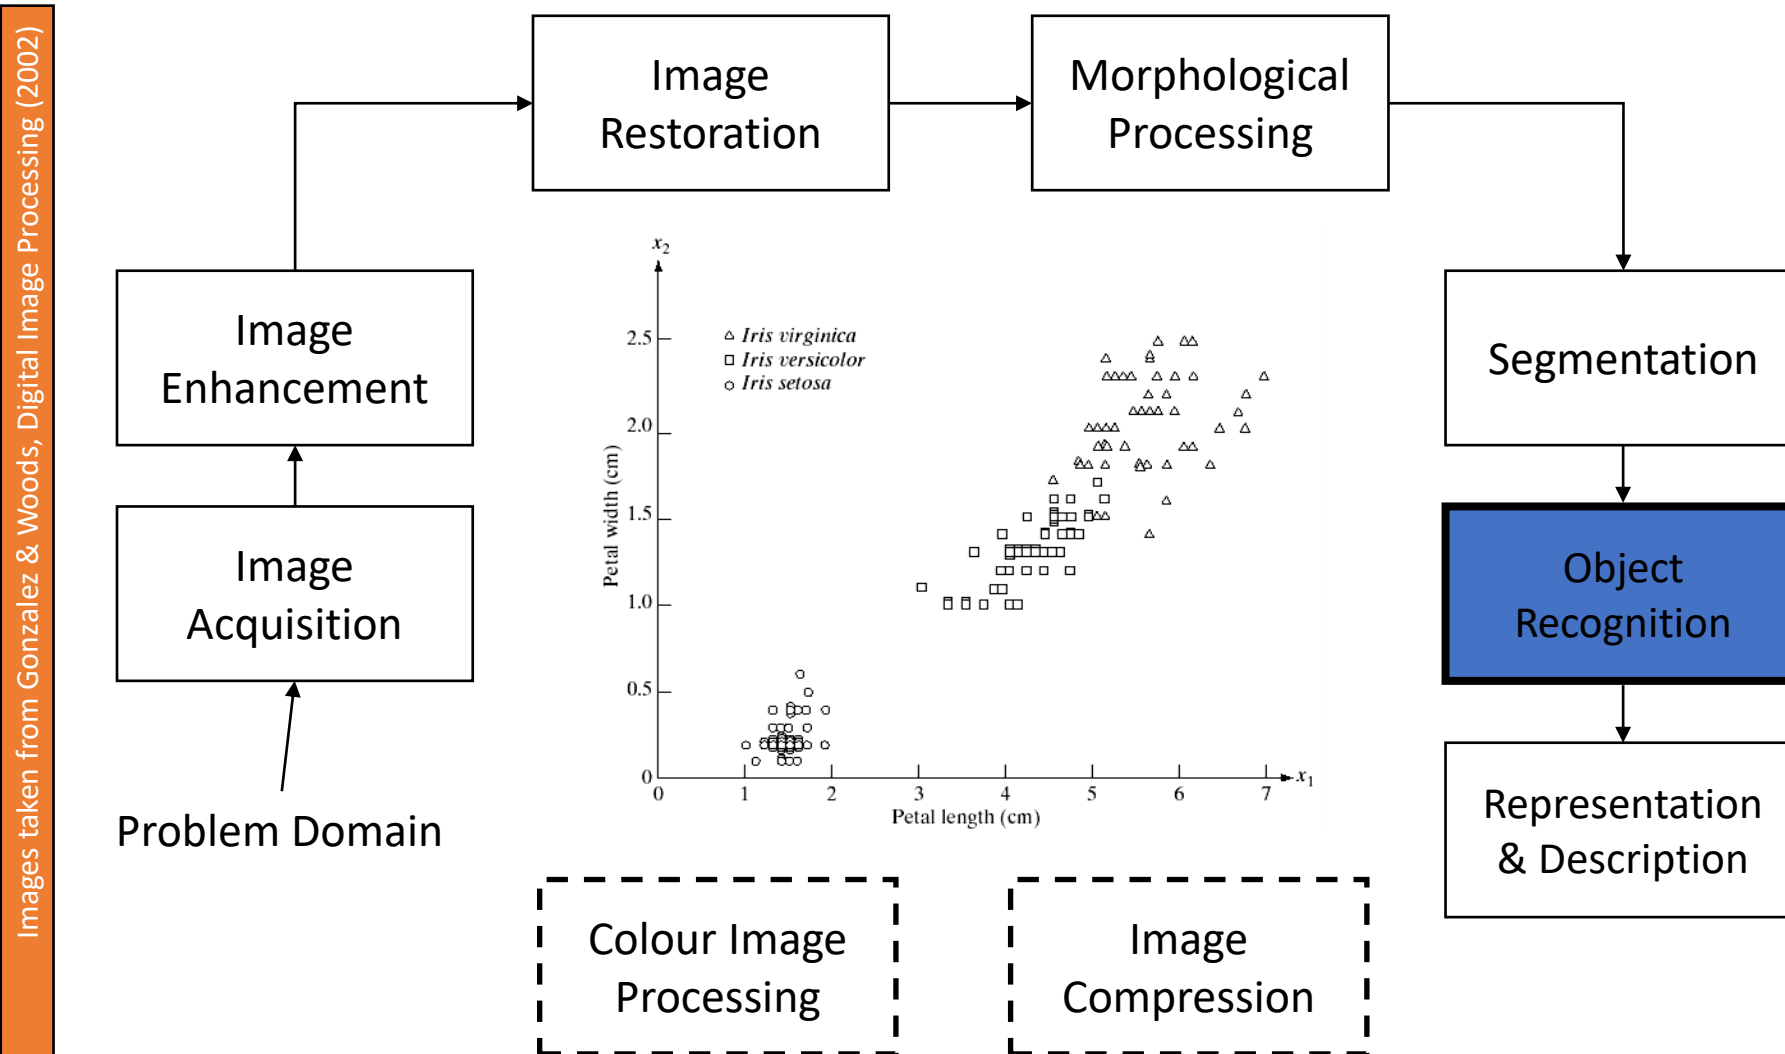 Images taken from Gonzalez & Woods, Digital Image Processing (2002)
Image
Restoration
Morphological
Processing
Image
Enhancement
Segmentation
Image
Acquisition
Object
Recognition
Problem Domain
Representation
& Description
x2
2.5
2.0
1.5
1.0
0.5
0
Petal width (cm)
Iris virginica
Iris versicolor
Iris setosa
0 1 2 3 4 5 6 7
x1
Petal length (cm)
Colour Image
Processing
Image
Compression